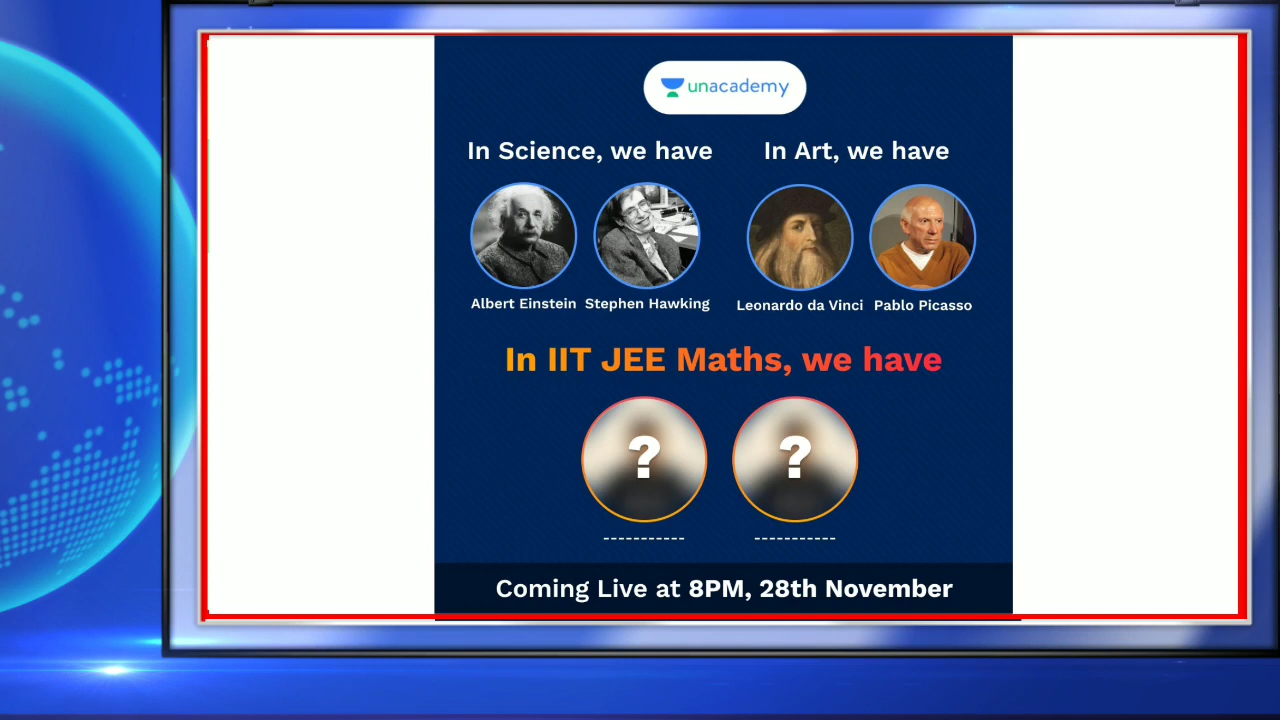 unacademy
In Science, we have
In Art, we have
Albert Einstein
Stephen Hawking
Leonardo da Vinci
Pablo Picasso
In IIT JEE Maths, we have
? ?
----------- -----------
Coming Live at 8PM, 28th November